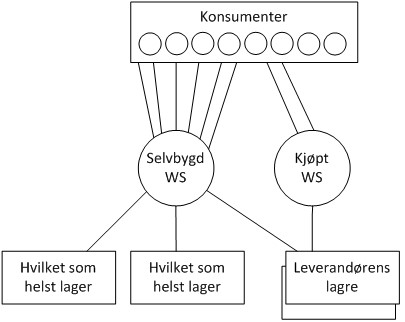 Konsumenter
Selvbygd
WS
Kjøpt
WS
Hvilket som
helst lager
Hvilket som
helst lager
Leverandørens
lagre